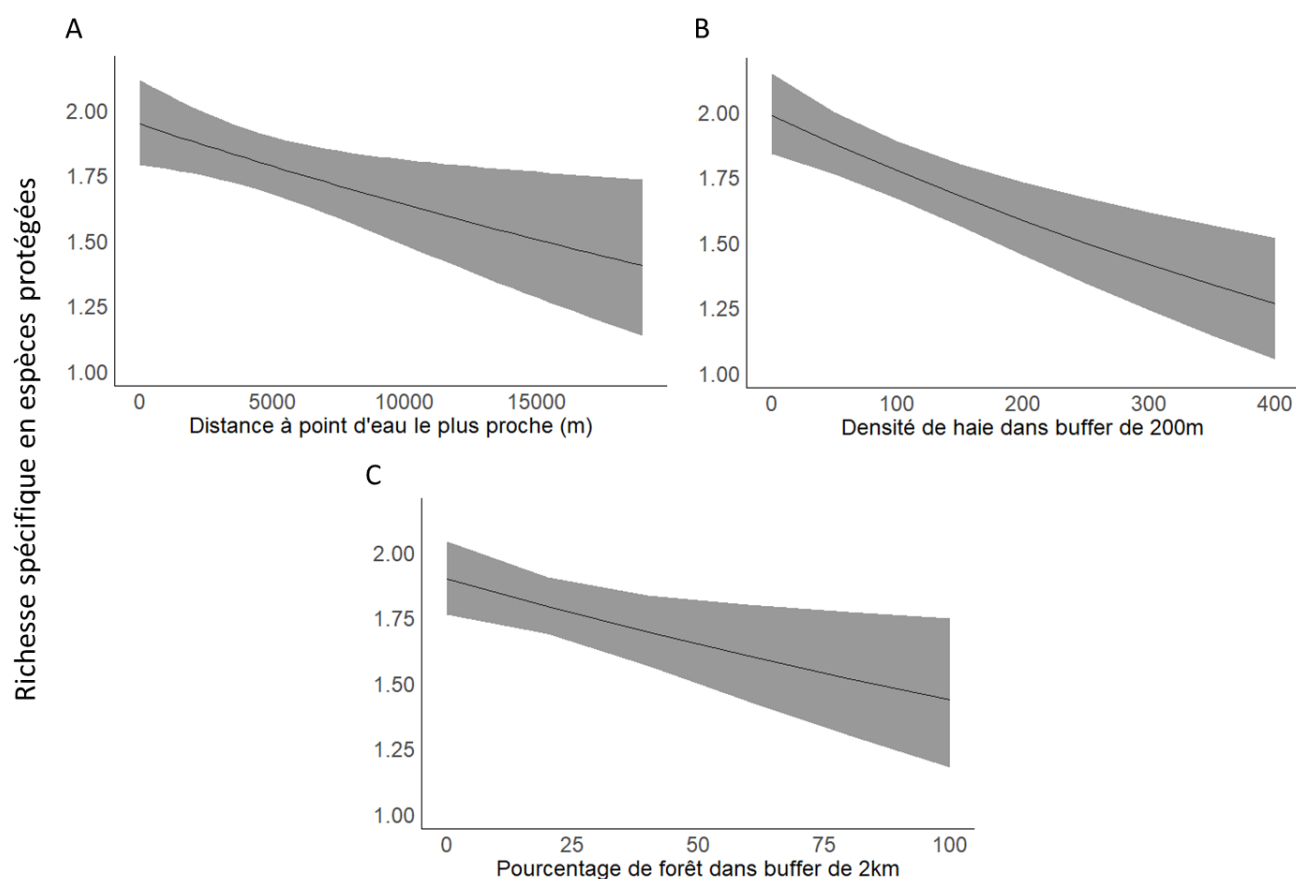 Richesse spécifique en espèces protégées
A
2.00
1.75
1.50
1.25
1.00
0 5000 10000 15000
Distance à point d'eau le plus proche (m)
B
2.00
1.75
1.50
1.25
1.00
0 100 200 300 400
Densité de haie dans buffer de 200m
C
2.00
1.75
1.50
1.25
1.00
0 25 50 75 100
Pourcentage de forêt dans buffer de 2km